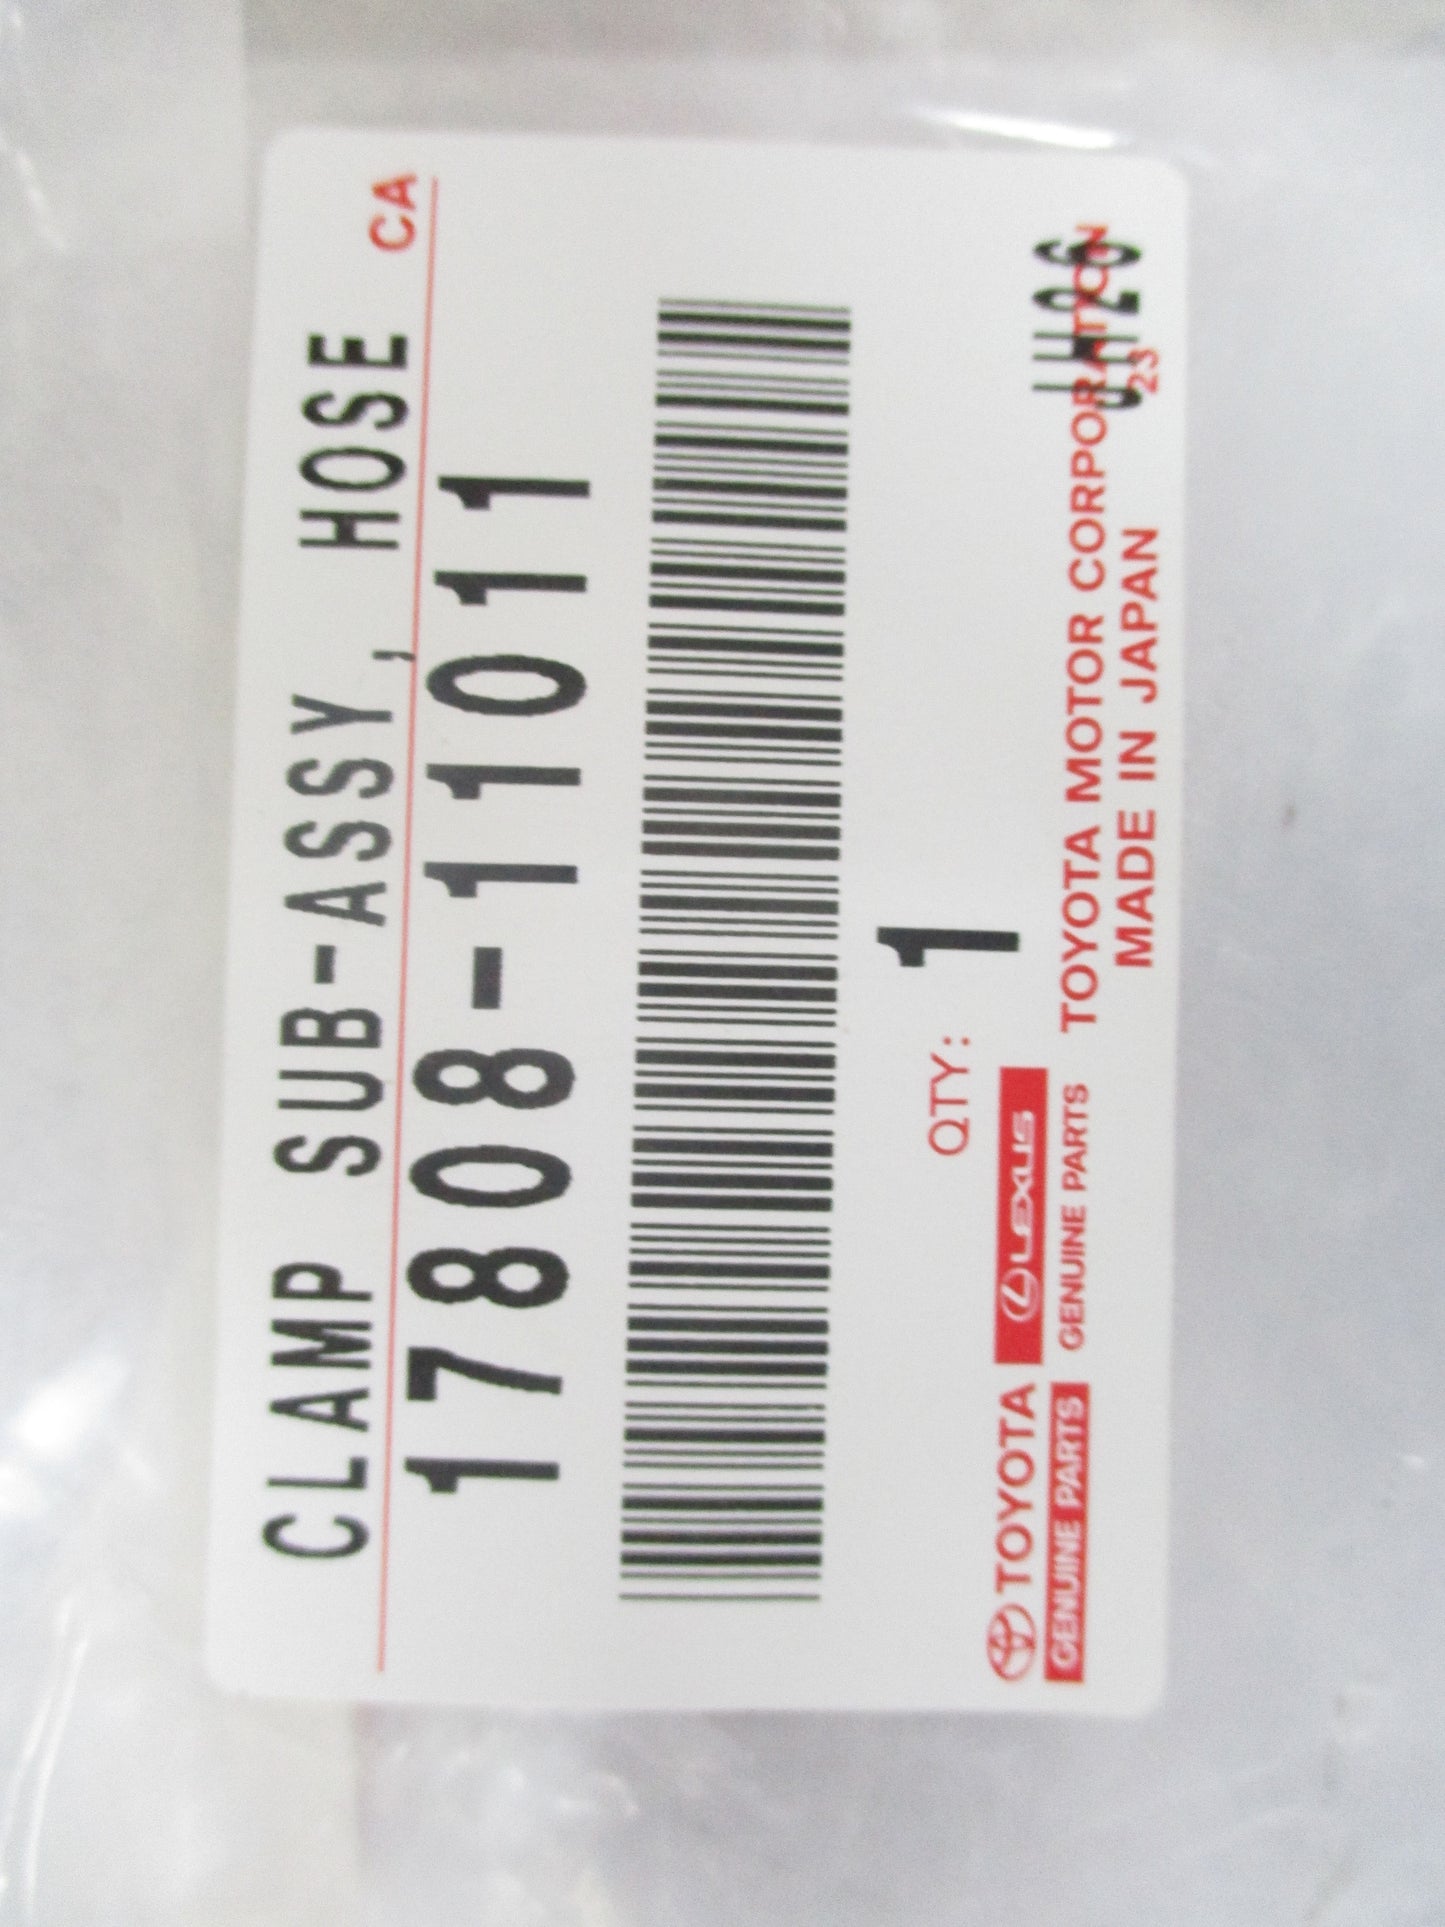 CLAMP SUB-ASSY, HOSE CA
17808-11011
QTY: 1
TOYOTA LEXUS TOYOTA MOTOR CORPORATION
GENUINE PARTS GENUINE PARTS MADE IN JAPAN 23